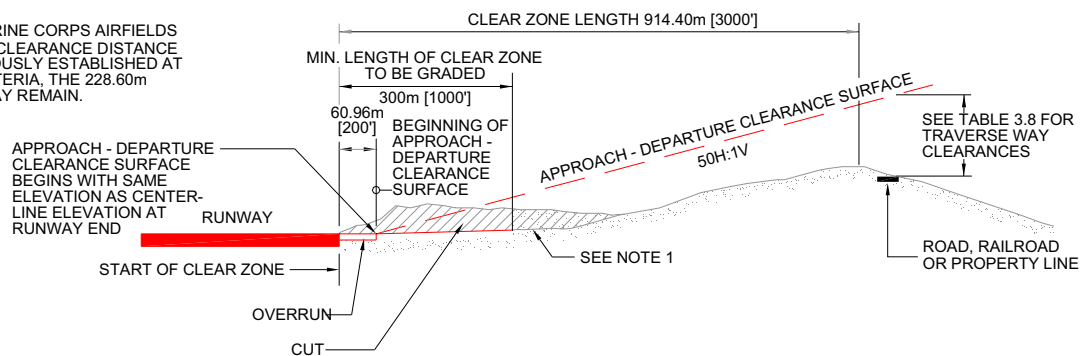 RINE CORPS AIRFIELDS
CLEARANCE DISTANCE
OUSLY ESTABLISHED AT
TERIA, THE 228.60m
AY REMAIN.
CLEAR ZONE LENGTH 914.40m [3000']
MIN. LENGTH OF CLEAR ZONE
TO BE GRADED
300m [1000']
60.96m
[200']
BEGINNING OF
APPROACH -
DEPARTURE
CLEARANCE
SURFACE
APPROACH - DEPARTURE CLEARANCE SURFACE
50H:1V
SEE TABLE 3.8 FOR
TRAVERSE WAY
CLEARANCES
APPROACH - DEPARTURE
CLEARANCE SURFACE
BEGINS WITH SAME
ELEVATION AS CENTER-
LINE ELEVATION AT
RUNWAY END
RUNWAY
START OF CLEAR ZONE
SEE NOTE 1
ROAD, RAILROAD
OR PROPERTY LINE
OVERRUN
CUT